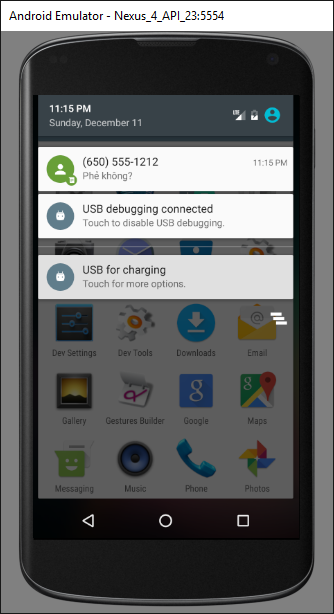 Android Emulator - Nexus_4_API_23:5554
11:15 PM
Sunday, December 11
LTE
(650) 555-1212
11:15 PM
Phê không?
USB debugging connected
Touch to disable USB debugging.
USB for charging
Touch for more options.
Dev Settings
Dev Tools
Downloads
Email
Gallery
Gestures Builder
Google
Maps
Messaging
Music
Phone
Photos